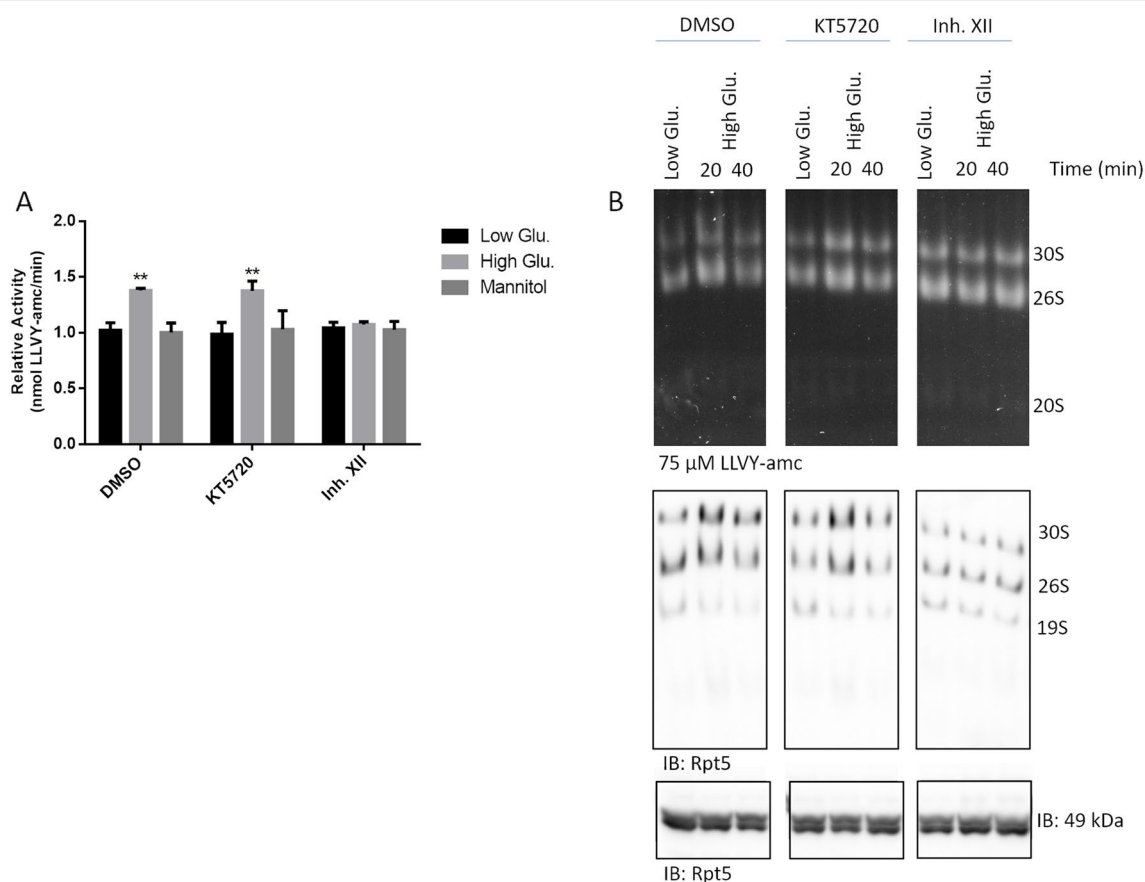 A
2.0
1.5
1.0
0.5
0.0
Relative Activity
(nmol LLVY-amc/min)
DMSO
KT5720
Inh. XII
**
**
Low Glu.
High Glu.
Mannitol
B
DMSO KT5720 Inh. XII
Low Glu. High Glu. Low Glu. High Glu. Low Glu. High Glu.
20 40 20 40 20 40 Time (min)
30S
26S
20S
75 µM LLVY-amc
30S
26S
19S
IB: Rpt5
IB: 49 kDa
IB: Rpt5